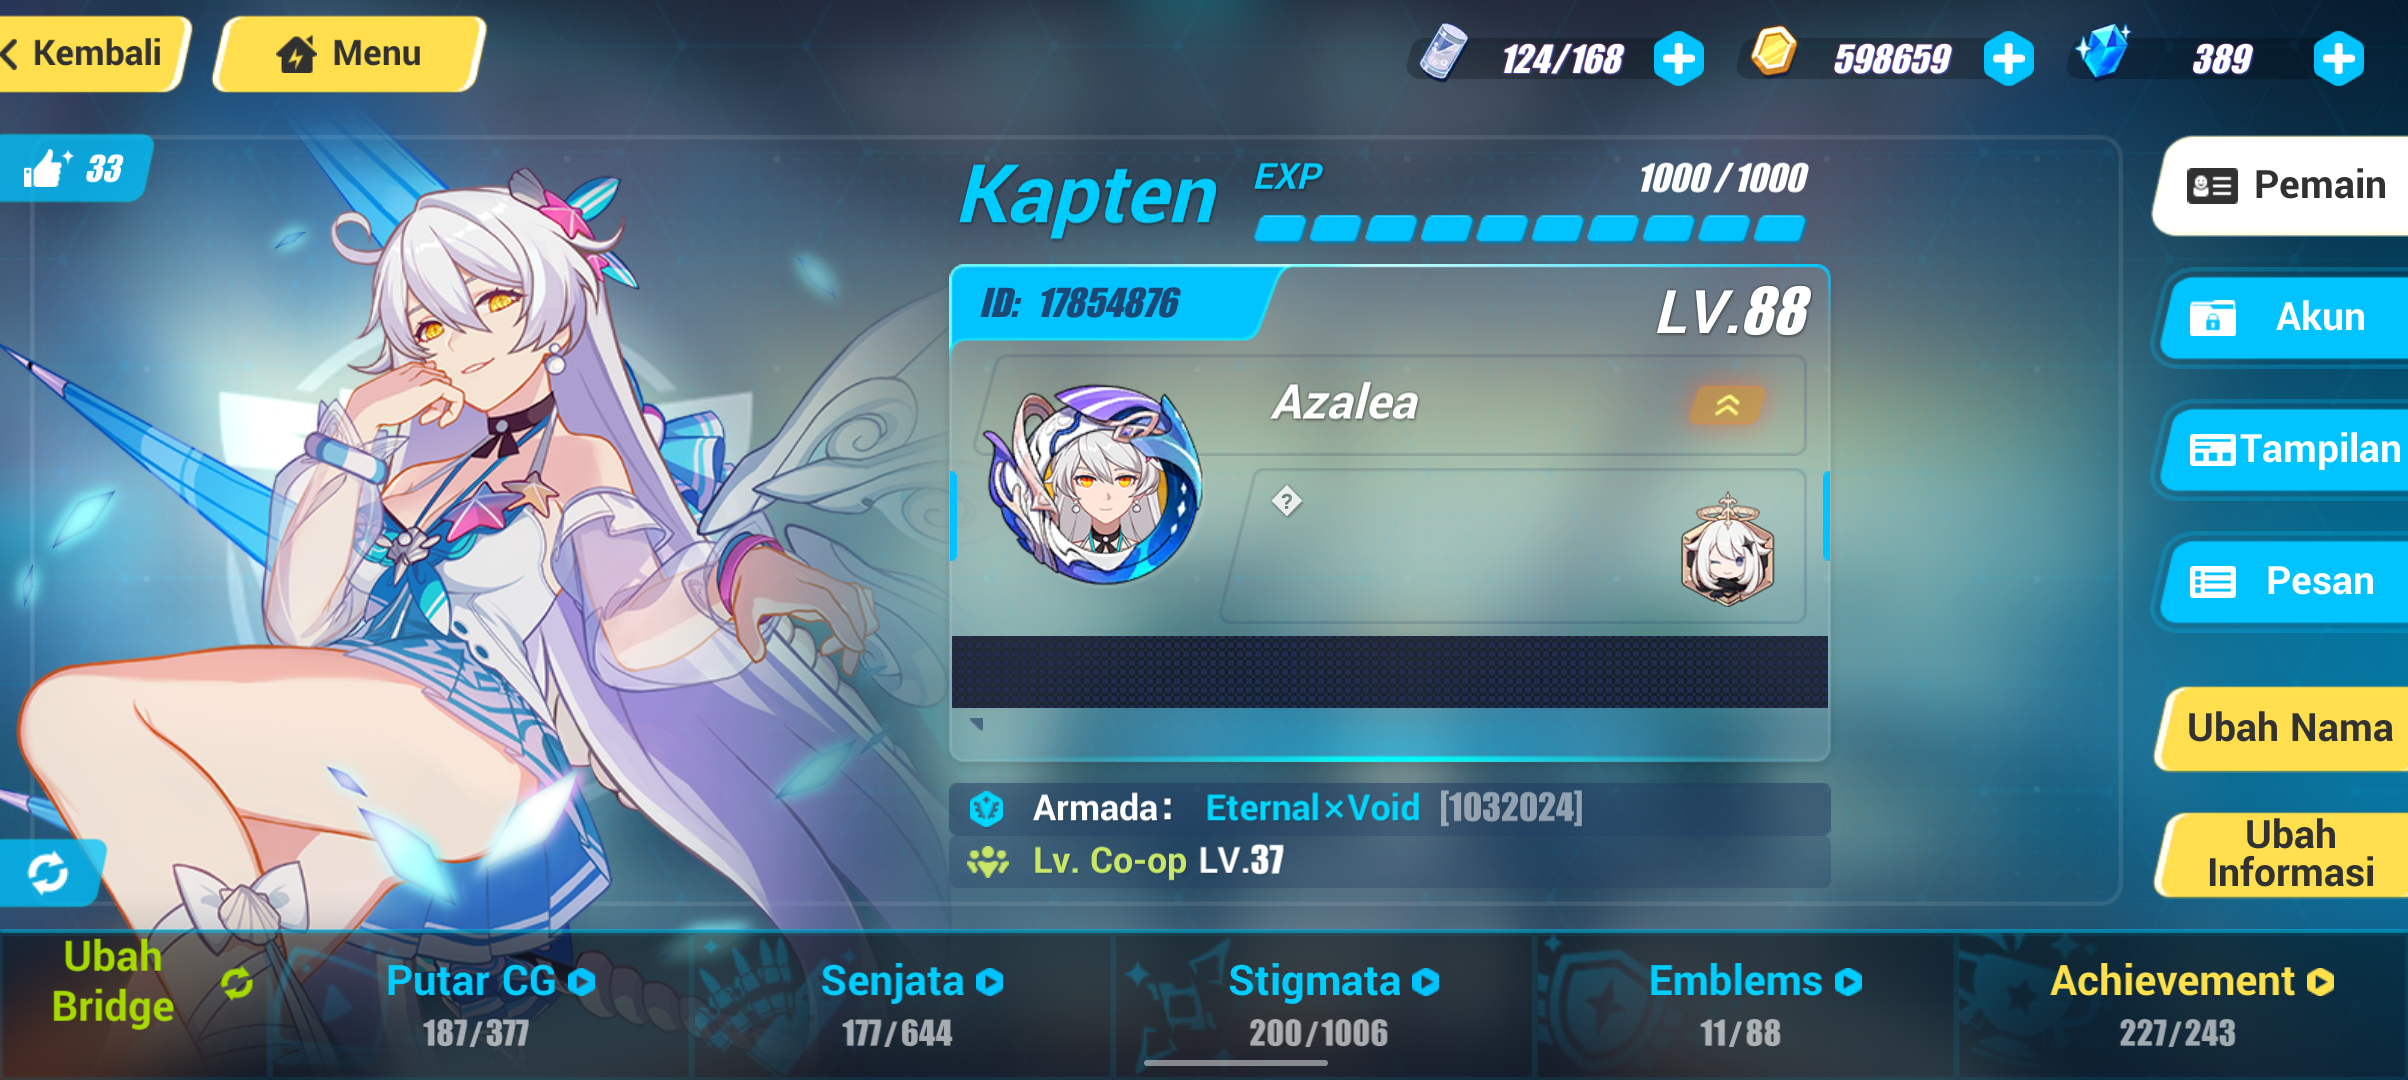 Kembali
Menu
124/168
598659
389
33
Kapten
EXP
1000/1000
ID: 17854876
LV.88
Azalea
?
Armada: Eternal×Void [1032024]
Lv. Co-op LV.37
Pemain
Akun
Tampilan
Pesan
Ubah Nama
Ubah
Informasi
Ubah
Bridge
Putar CG
187/377
Senjata
177/644
Stigmata
200/1006
Emblems
11/88
Achievement
227/243